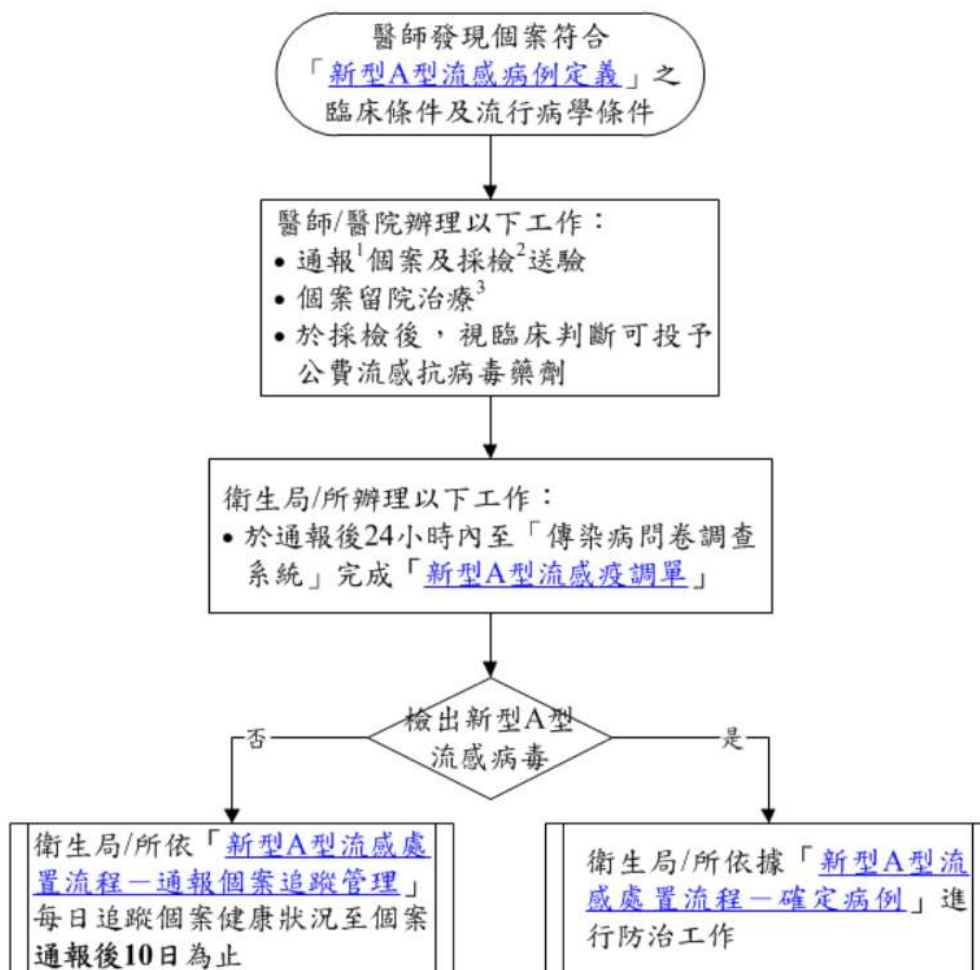 醫師發現個案符合
「新型A型流感病例定義」之
臨床條件及流行病學條件
醫師/醫院辦理以下工作：
• 通報1個案及採檢2送驗
• 個案留院治療3
• 於採檢後，視臨床判斷可投予
公費流感抗病毒藥劑
衛生局/所辦理以下工作：
• 於通報後24小時內至「傳染病問卷調查
系統」完成「新型A型流感疫調單」
檢出新型A型
流感病毒
否
是
衛生局/所依「新型A型流感處
置流程－通報個案追蹤管理」
每日追蹤個案健康狀況至個案
通報後10日為止
衛生局/所依據「新型A型流
感處置流程－確定病例」進
行防治工作